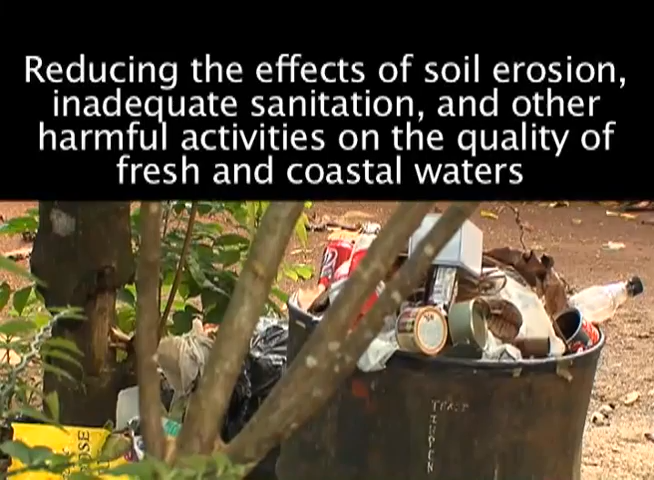 Reducing the effects of soil erosion,
inadequate sanitation, and other
harmful activities on the quality of
fresh and coastal waters